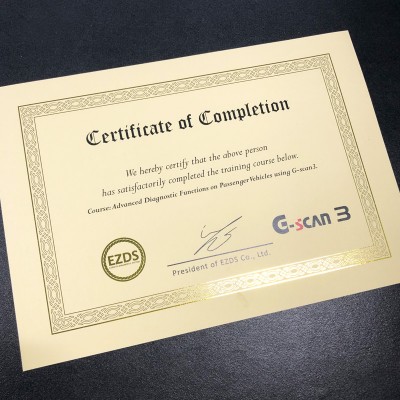 Certificate of Completion
We hereby certify that the above person
has satisfactorily completed the training course below.
Course: Advanced Diagnostic Functions on PassengerVehicles using G-scan3.
EZDS
President of EZDS Co., Ltd.
G-scan 3